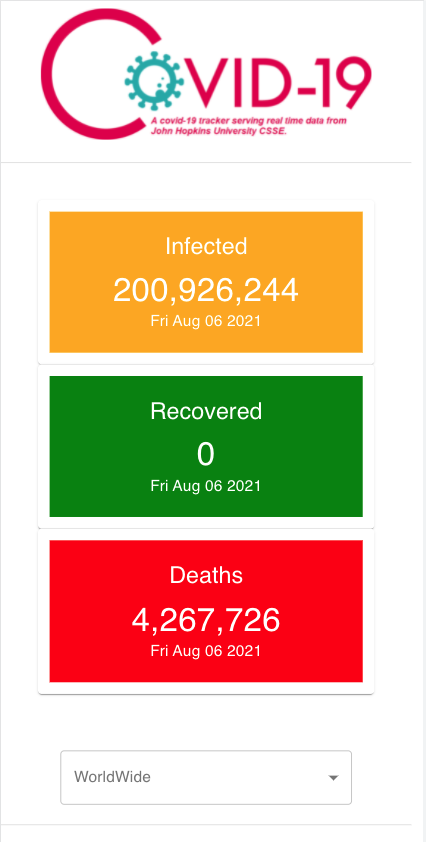 COVID-19
A covid-19 tracker serving real time data from
John Hopkins University CSSE.
Infected
200,926,244
Fri Aug 06 2021
Recovered
0
Fri Aug 06 2021
Deaths
4,267,726
Fri Aug 06 2021
WorldWide